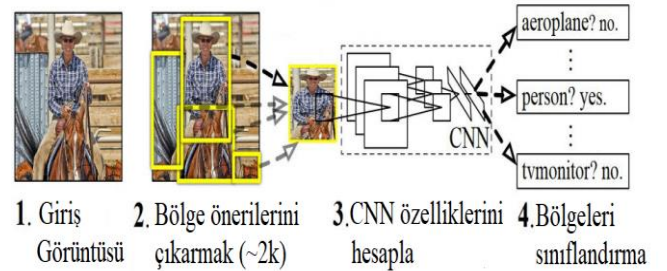 aeroplane? no.
person? yes.
CNN
tvmonitor? no.
1. Giriş
Görüntüsü
2. Bölge önerilerini
çıkarmak (~2k)
3.CNN özelliklerini
hesapla
4.Bölgeleri
sınıflandırma